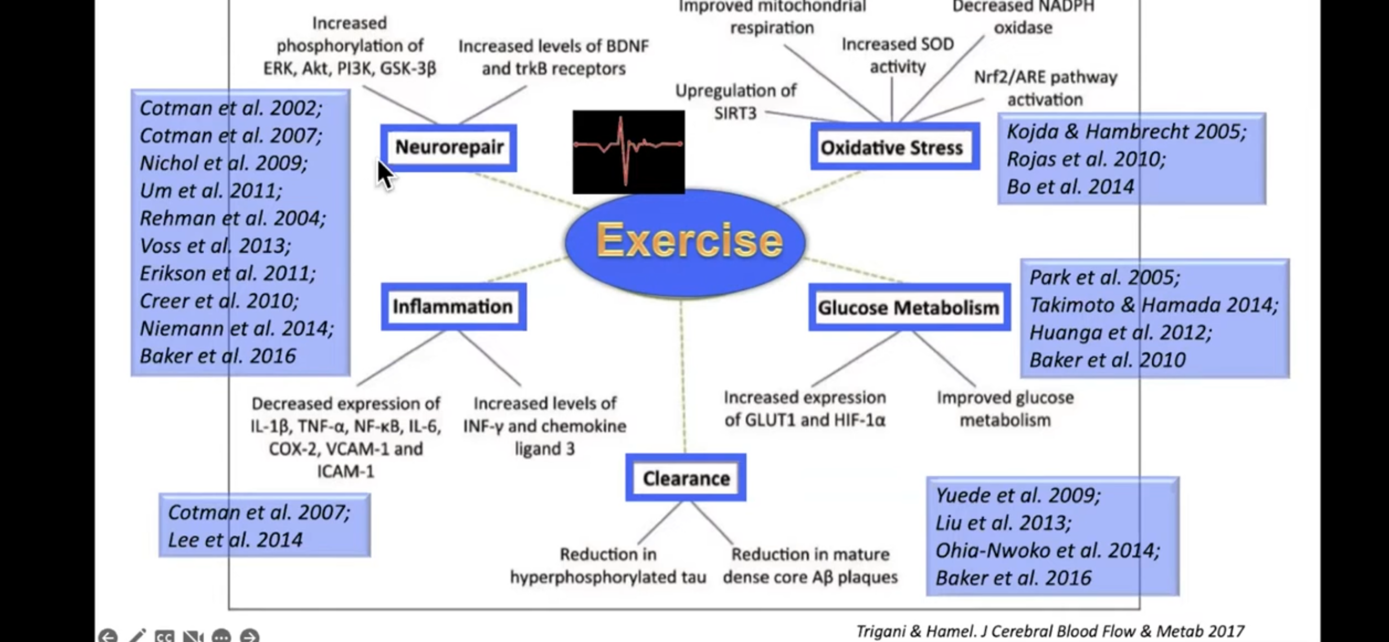 Increased
phosphorylation of
ERK, Akt, PI3K, GSK-3β
Increased levels of BDNF
and trkB receptors
Improved mitochondrial
respiration
Increased SOD
activity
Decreased NADPH
oxidase
Upregulation of
SIRT3
Nrf2/ARE pathway
activation
Cotman et al. 2002;
Cotman et al. 2007;
Nichol et al. 2009;
Um et al. 2011;
Rehman et al. 2004;
Voss et al. 2013;
Erikson et al. 2011;
Creer et al. 2010;
Niemann et al. 2014;
Baker et al. 2016
Neurorepair
Oxidative Stress
Kojda & Hambrecht 2005;
Rojas et al. 2010;
Bo et al. 2014
Exercise
Inflammation
Glucose Metabolism
Park et al. 2005;
Takimoto & Hamada 2014;
Huanga et al. 2012;
Baker et al. 2010
Decreased expression of
IL-1β, TNF-α, NF-κB, IL-6,
COX-2, VCAM-1 and
ICAM-1
Increased levels of
INF-γ and chemokine
ligand 3
Increased expression
of GLUT1 and HIF-1α
Improved glucose
metabolism
Cotman et al. 2007;
Lee et al. 2014
Clearance
Reduction in
hyperphosphorylated tau
Reduction in mature
dense core Aβ plaques
Yuede et al. 2009;
Liu et al. 2013;
Ohia-Nwoko et al. 2014;
Baker et al. 2016
CC
Trigani & Hamel. J Cerebral Blood Flow & Metab 2017